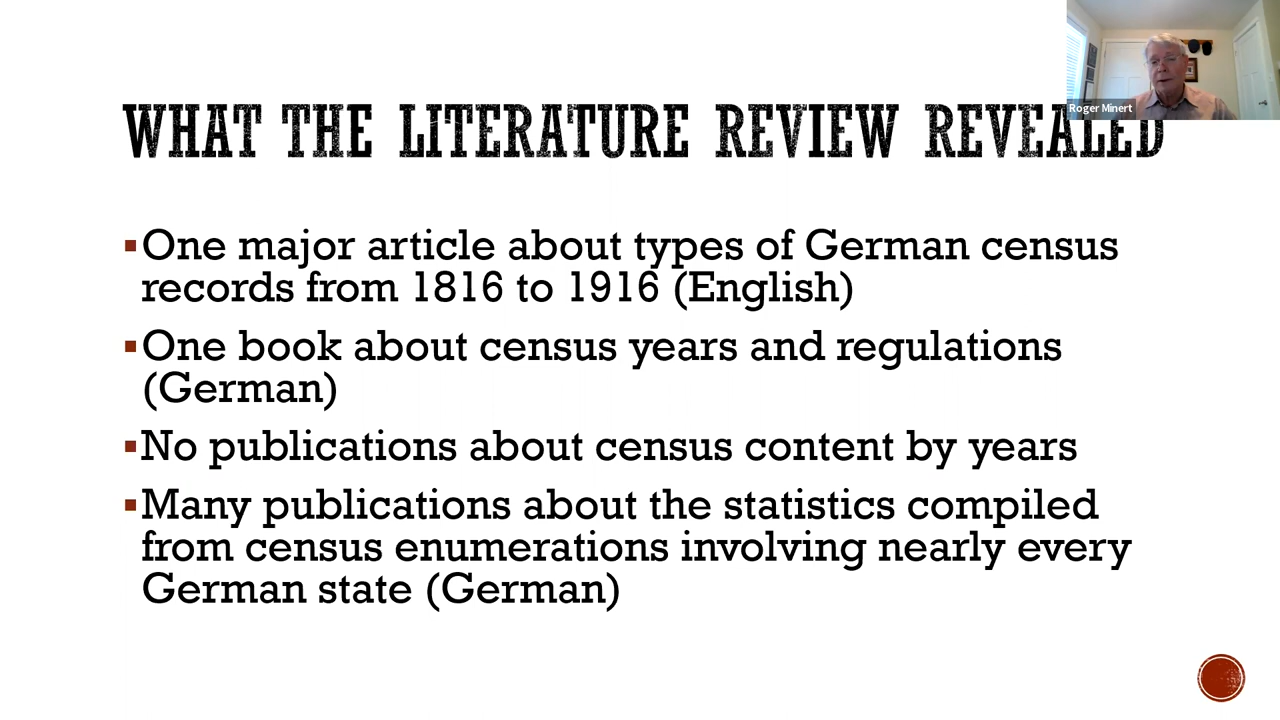 Roger Minert
WHAT THE LITERATURE REVIEW REVEALED
▪One major article about types of German census
records from 1816 to 1916 (English)
▪One book about census years and regulations
(German)
▪No publications about census content by years
▪Many publications about the statistics compiled
from census enumerations involving nearly every
German state (German)